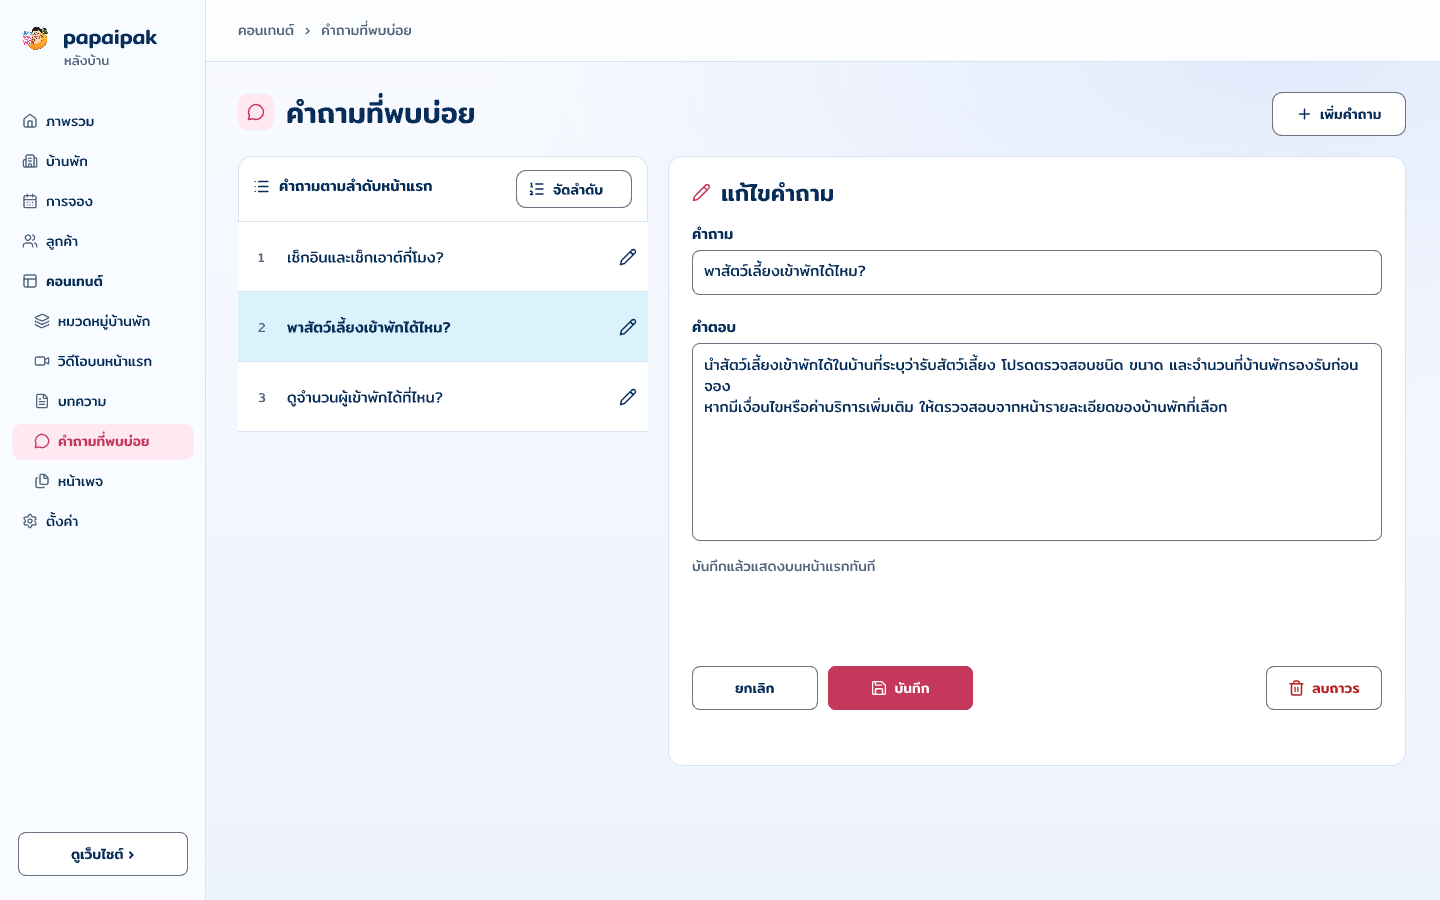 papaipak
หลังบ้าน
ภาพรวม
บ้านพัก
การจอง
ลูกค้า
คอนเทนต์
หมวดหมู่บ้านพัก
วิดีโอบนหน้าแรก
บทความ
คำถามที่พบบ่อย
หน้าเพจ
ตั้งค่า
ดูเว็บไซต์ ›
คอนเทนต์ › คำถามที่พบบ่อย
คำถามที่พบบ่อย
เพิ่มคำถาม
คำถามตามลำดับหน้าแรก
จัดลำดับ
1 เช็กอินและเช็กเอาต์กี่โมง?
2 พาสัตว์เลี้ยงเข้าพักได้ไหม?
3 ดูจำนวนผู้เข้าพักได้ที่ไหน?
แก้ไขคำถาม
คำถาม
พาสัตว์เลี้ยงเข้าพักได้ไหม?
คำตอบ
นำสัตว์เลี้ยงเข้าพักได้ในบ้านที่ระบุว่ารับสัตว์เลี้ยง โปรดตรวจสอบชนิด ขนาด และจำนวนที่บ้านพักรองรับก่อน
จอง
หากมีเงื่อนไขหรือค่าบริการเพิ่มเติม ให้ตรวจสอบจากหน้ารายละเอียดของบ้านพักที่เลือก
บันทึกแล้วแสดงบนหน้าแรกทันที
ยกเลิก
บันทึก
ลบถาวร